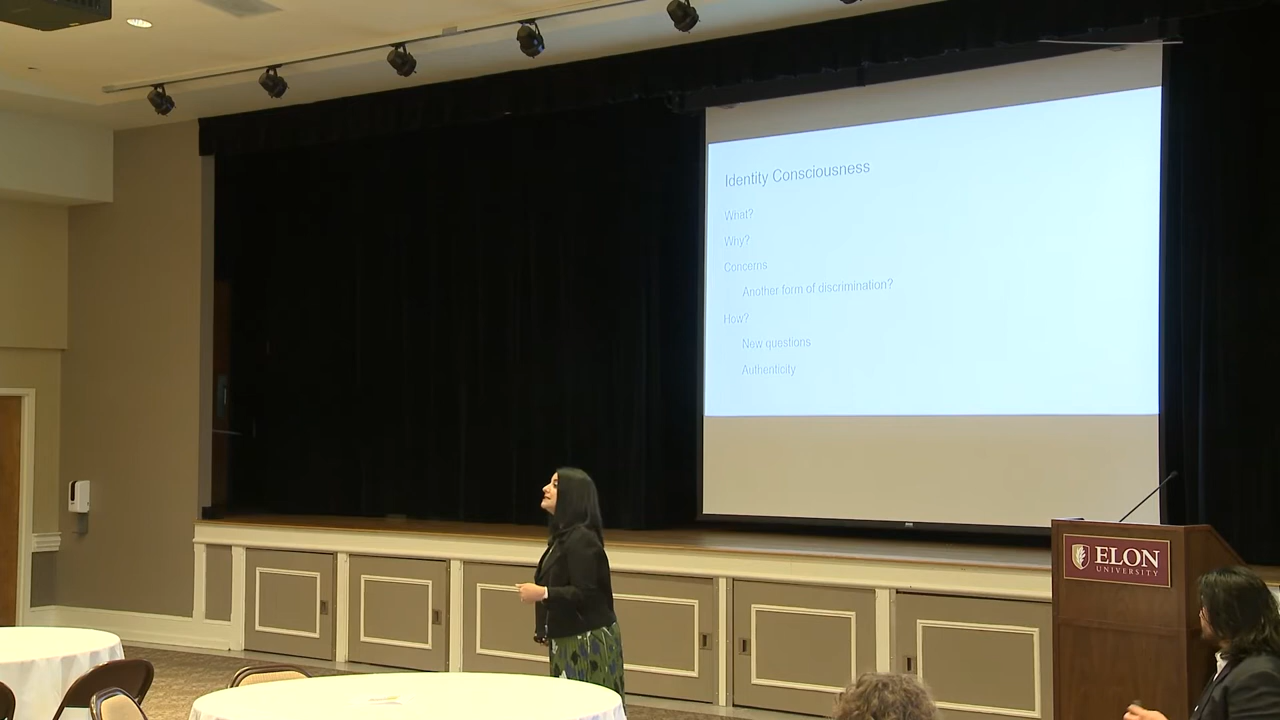 Identity Consciousness
What?
Why?
Concerns
Another form of discrimination?
How?
New questions
Authenticity
ELON
UNIVERSITY